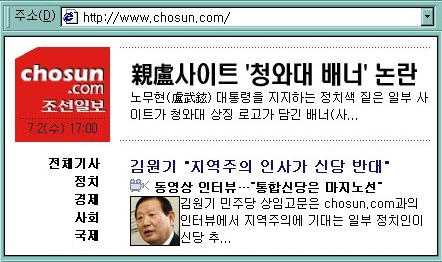 주소(D) http://www.chosun.com/
chosun
.com
조선일보
7.2(수) 17:00
親盧사이트 '청와대 배너' 논란
노무현(盧武鉉) 대통령을 지지하는 정치색 짙은 일부 사
이트가 청와대 상징 로고가 담긴 배너(사...
전체기사
정치
경제
사회
국제
김원기 "지역주의 인사가 신당 반대"
동영상 인터뷰…"통합신당은 마지노선"
김원기 민주당 상임고문은 chosun,com과의
인터뷰에서 지역주의에 기대는 일부 정치인이
신당 추...